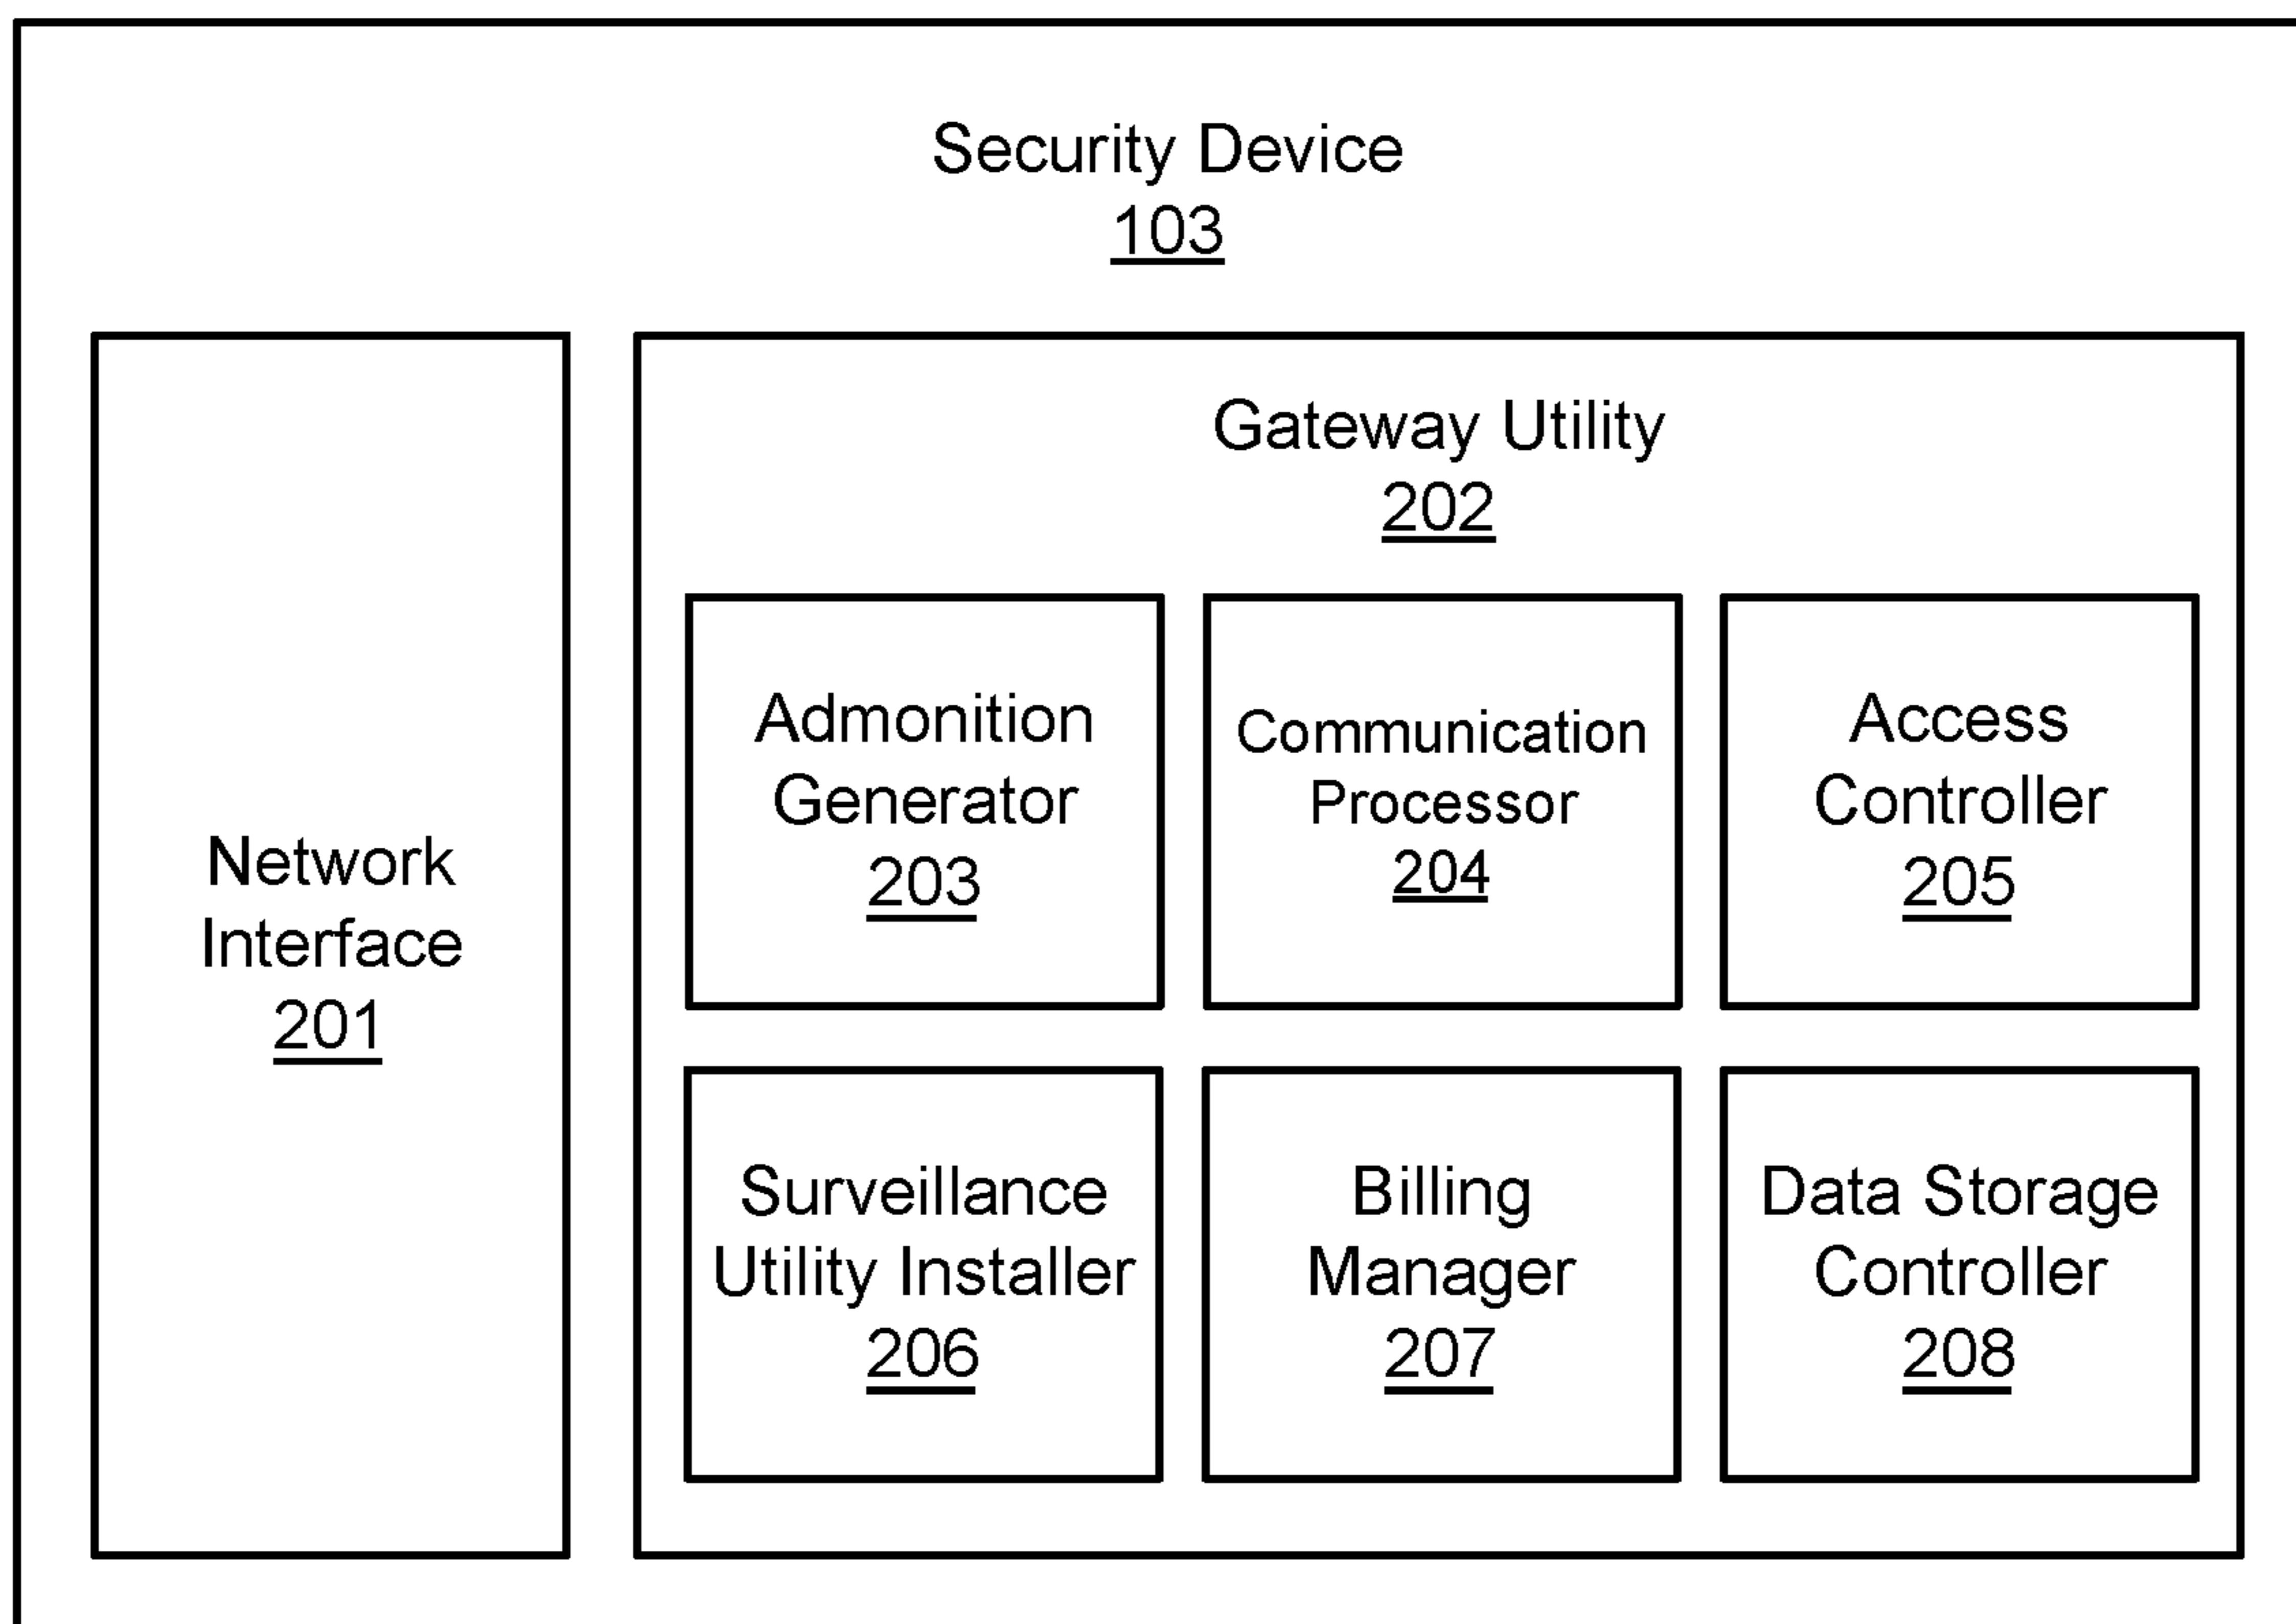 Security Device
103
Network
Interface
201
Gateway Utility
202
Admonition
Generator
203
Communication
Processor
204
Access
Controller
205
Surveillance
Utility Installer
206
Billing
Manager
207
Data Storage
Controller
208